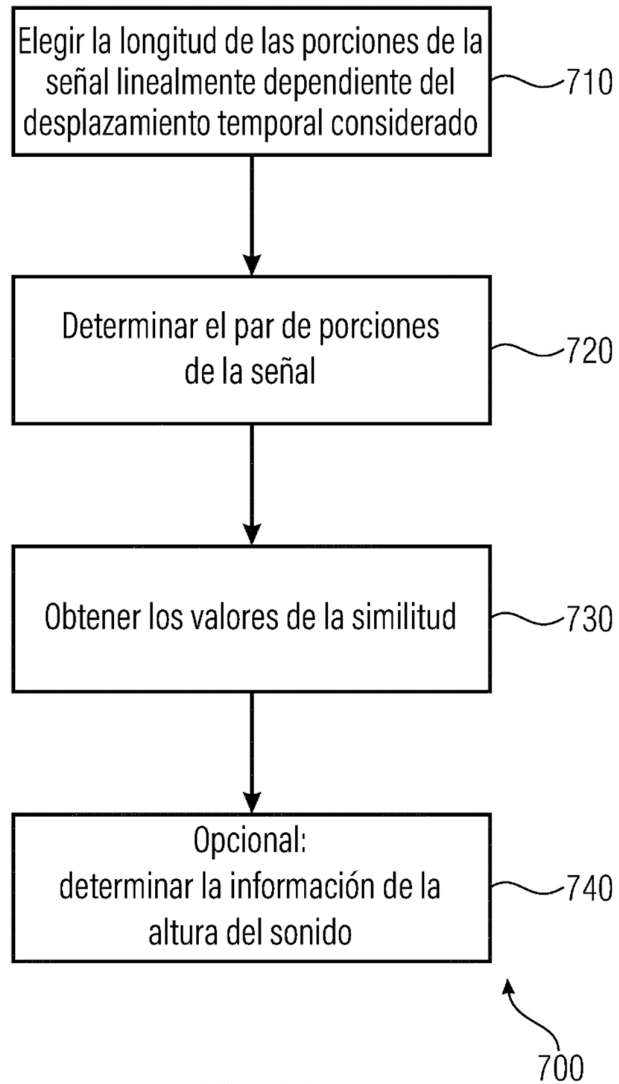 Elegir la longitud de las porciones de la
señal linealmente dependiente del
desplazamiento temporal considerado
710
Determinar el par de porciones
de la señal
720
Obtener los valores de la similitud
730
Opcional:
determinar la información de la
altura del sonido
740
700